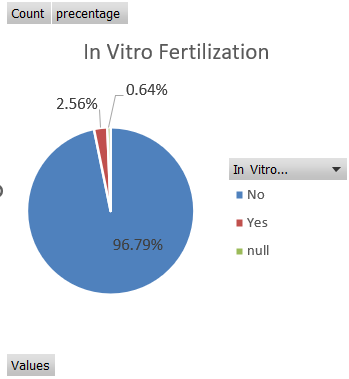 Count precentage
In Vitro Fertilization
0.64%
2.56%
96.79%
In Vitro...
No
Yes
null
Values